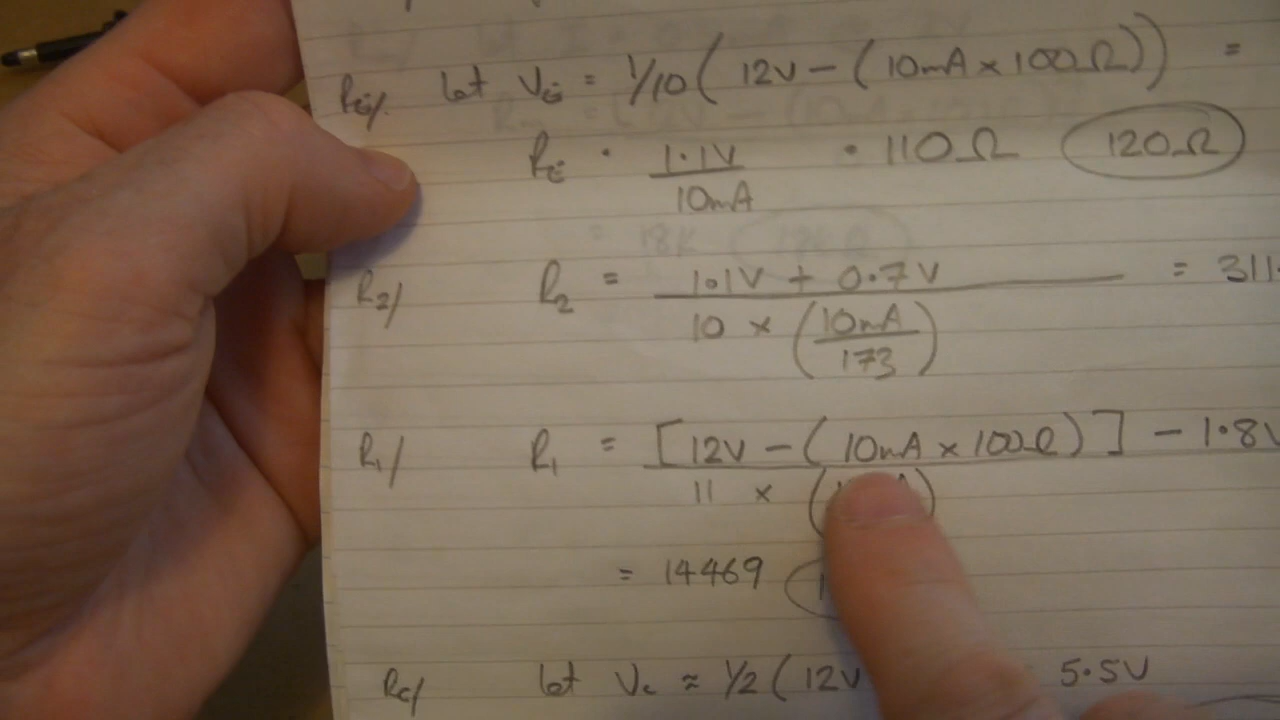 RE/ let VE = 1/10 ( 12V - ( 10mA x 100Ω ) ) =
RE = 1.1V / 10mA = 110Ω 120Ω
R2/ R2 = 1.1V + 0.7V = 311.
10 x ( 10mA / 173 )
R1/ R1 = [ 12V - ( 10mA x 100Ω ) ] - 1.8V
11 x (
= 14469
Rc/ let Vc ≈ 1/2 ( 12V 5.5V